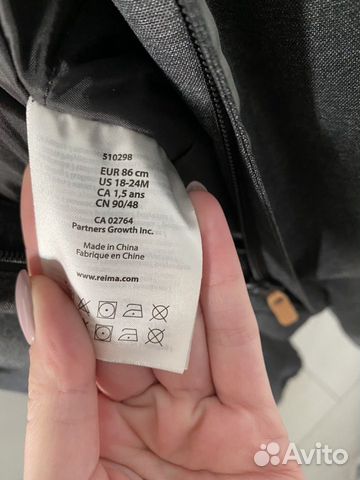 510298
EUR 86 cm
US 18-24M
CA 1,5 ans
CN 90/48
CA 02764
Partners Growth Inc.
Made in China
Fabrique en Chine
www.reima.com
Avito